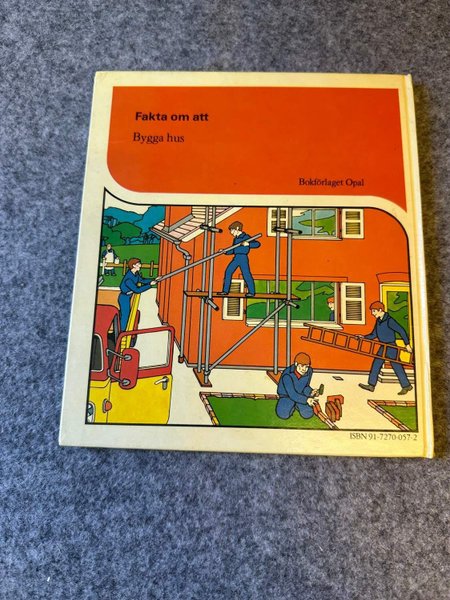 Fakta om att
Bygga hus
Bokförlaget Opal
ISBN 91-7270-057-2